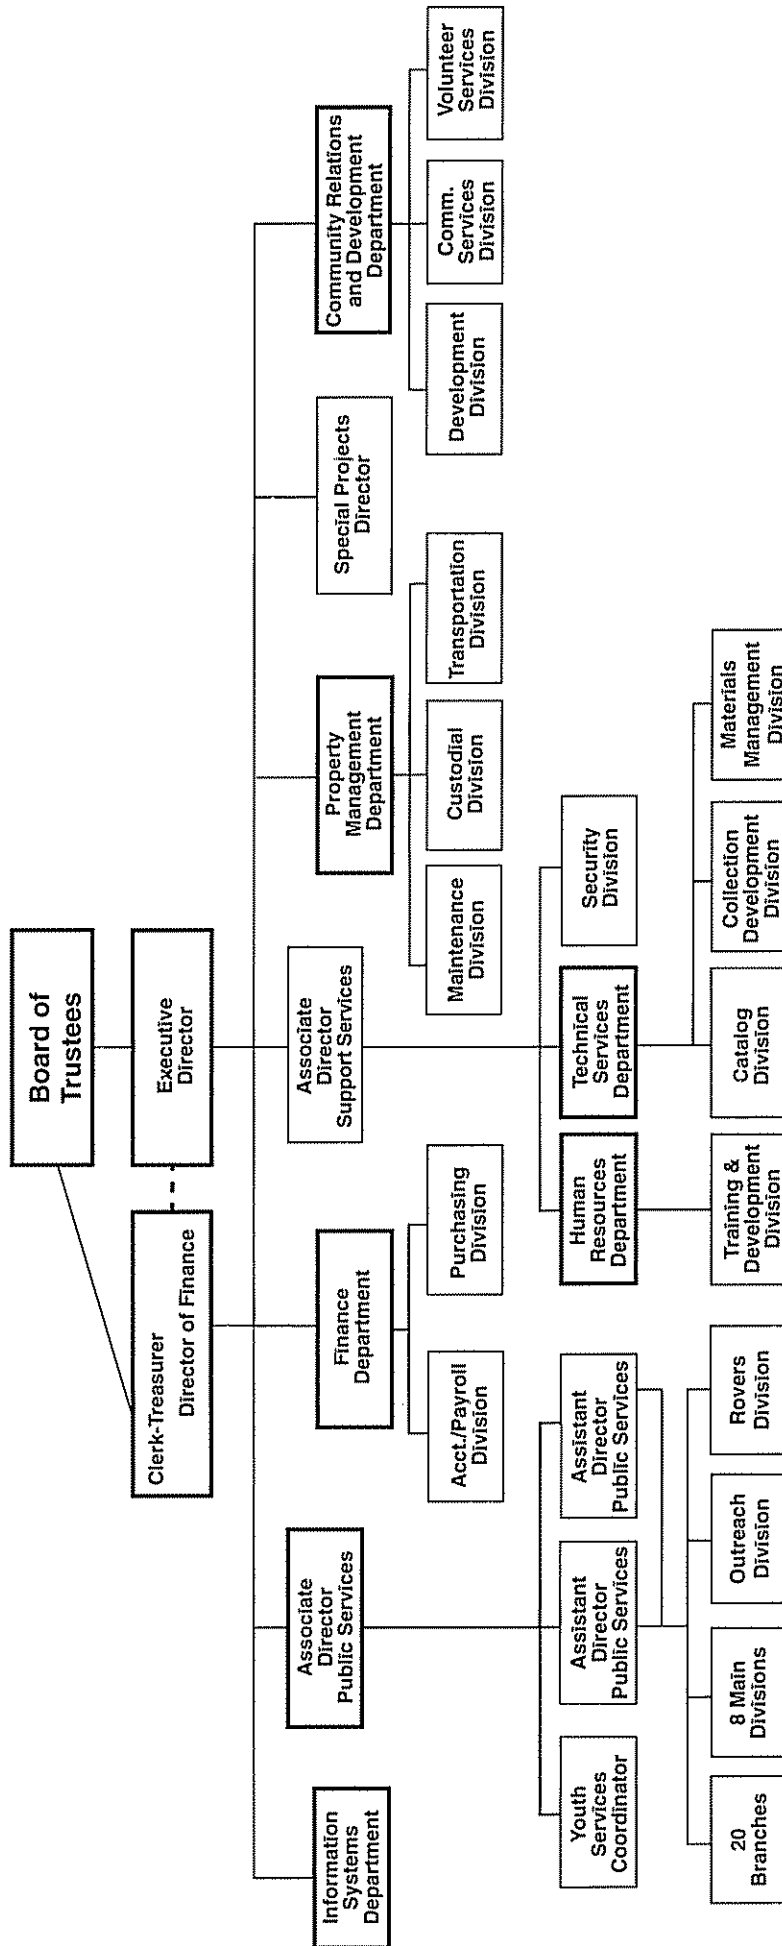 Board of
Trustees
Clerk-Treasurer
Director of Finance
Executive
Director
Information
Systems
Department
Associate
Director
Public Services
Finance
Department
Associate
Director
Support Services
Property
Management
Department
Special Projects
Director
Community Relations
and Development
Department
Acct./Payroll
Division
Purchasing
Division
Maintenance
Division
Custodial
Division
Transportation
Division
Development
Division
Comm.
Services
Division
Volunteer
Services
Division
Youth
Services
Coordinator
Assistant
Director
Public Services
Assistant
Director
Public Services
Human
Resources
Department
Technical
Services
Department
Security
Division
20
Branches
8 Main
Divisions
Outreach
Division
Rovers
Division
Training &
Development
Division
Catalog
Division
Collection
Development
Division
Materials
Management
Division